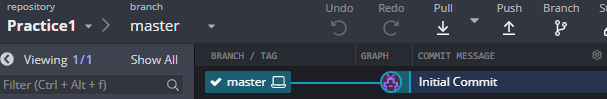 repository
branch
Practice1
master
Undo
Redo
Pull
Push
Branch
Viewing 1/1
Show All
BRANCH / TAG
GRAPH
COMMIT MESSAGE
Filter (Ctrl + Alt + f)
master
Initial Commit